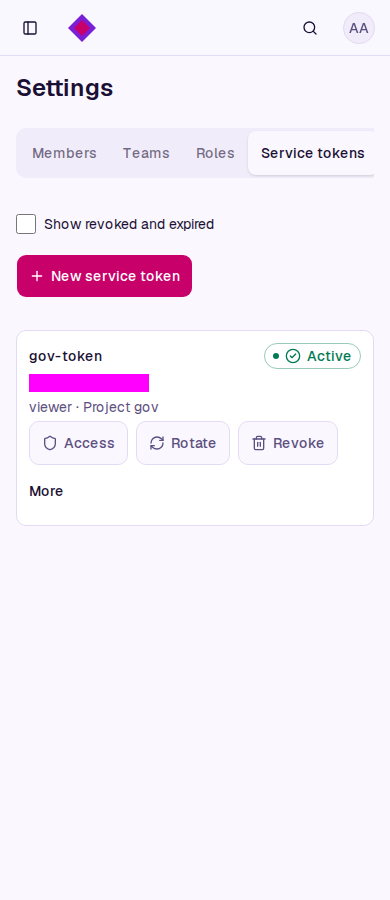 AA
Settings
Members Teams Roles Service tokens
Show revoked and expired
New service token
gov-token Active
viewer · Project gov
Access Rotate Revoke
More